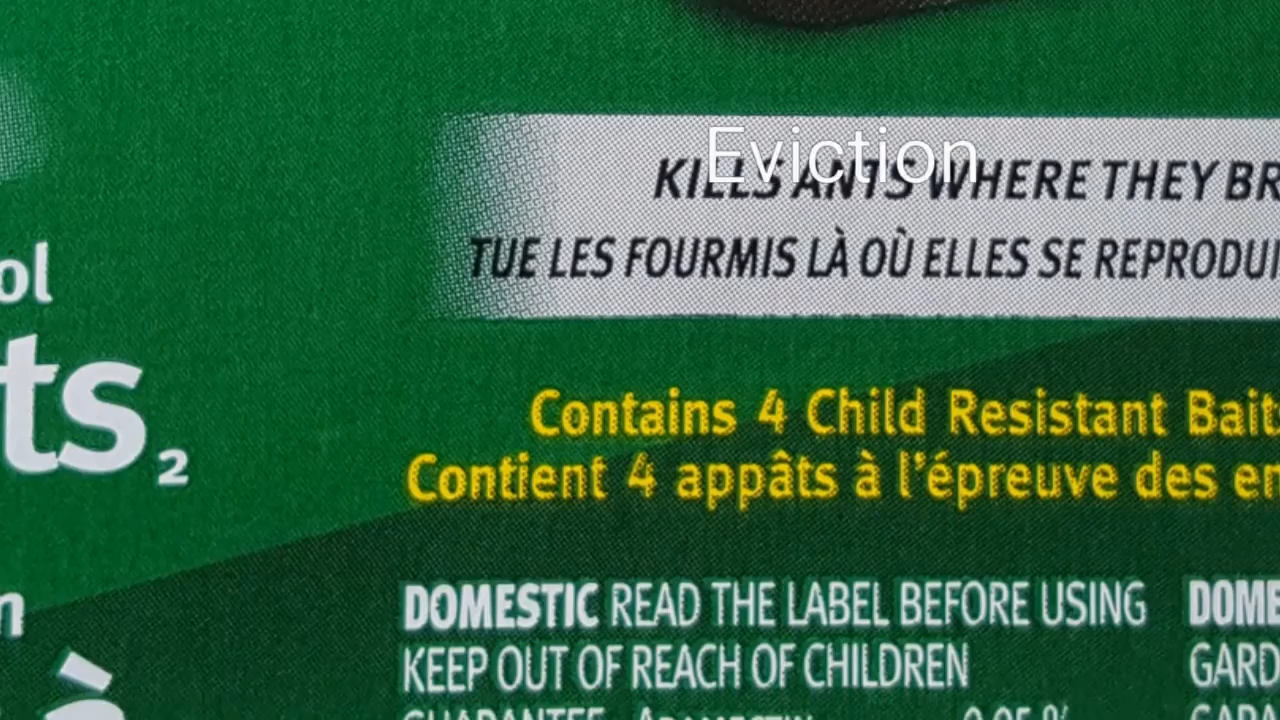 Eviction
KILLS ANTS WHERE THEY BR
TUE LES FOURMIS LÀ OÙ ELLES SE REPRODUI
ol
ts2
Contains 4 Child Resistant Bait
Contient 4 appâts à l'épreuve des en
n
à
DOMESTIC READ THE LABEL BEFORE USING
KEEP OUT OF REACH OF CHILDREN
DOME
GARD